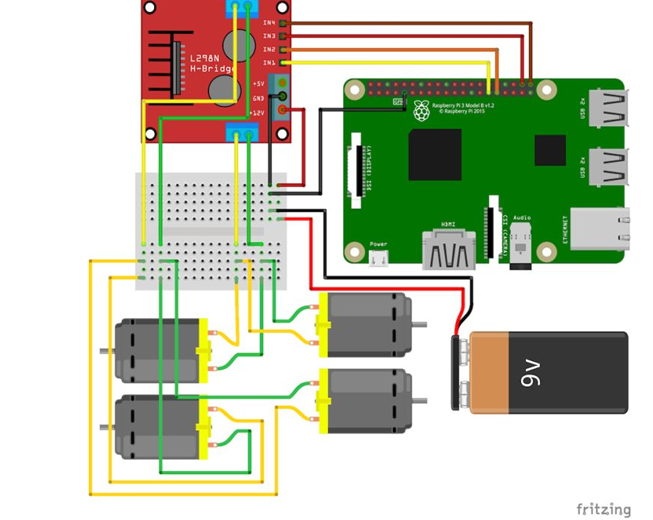 IN4
IN3
L298N
H-Bridge
IN2
IN1
+5V
GND
+12V
GND
Raspberry Pi 3 Model B v1.2
© Raspberry Pi 2015
DSI (DISPLAY)
USB 2x
USB 2x
Power
HDMI
CSI (CAMERA)
Audio
ETHERNET
9v
fritzing